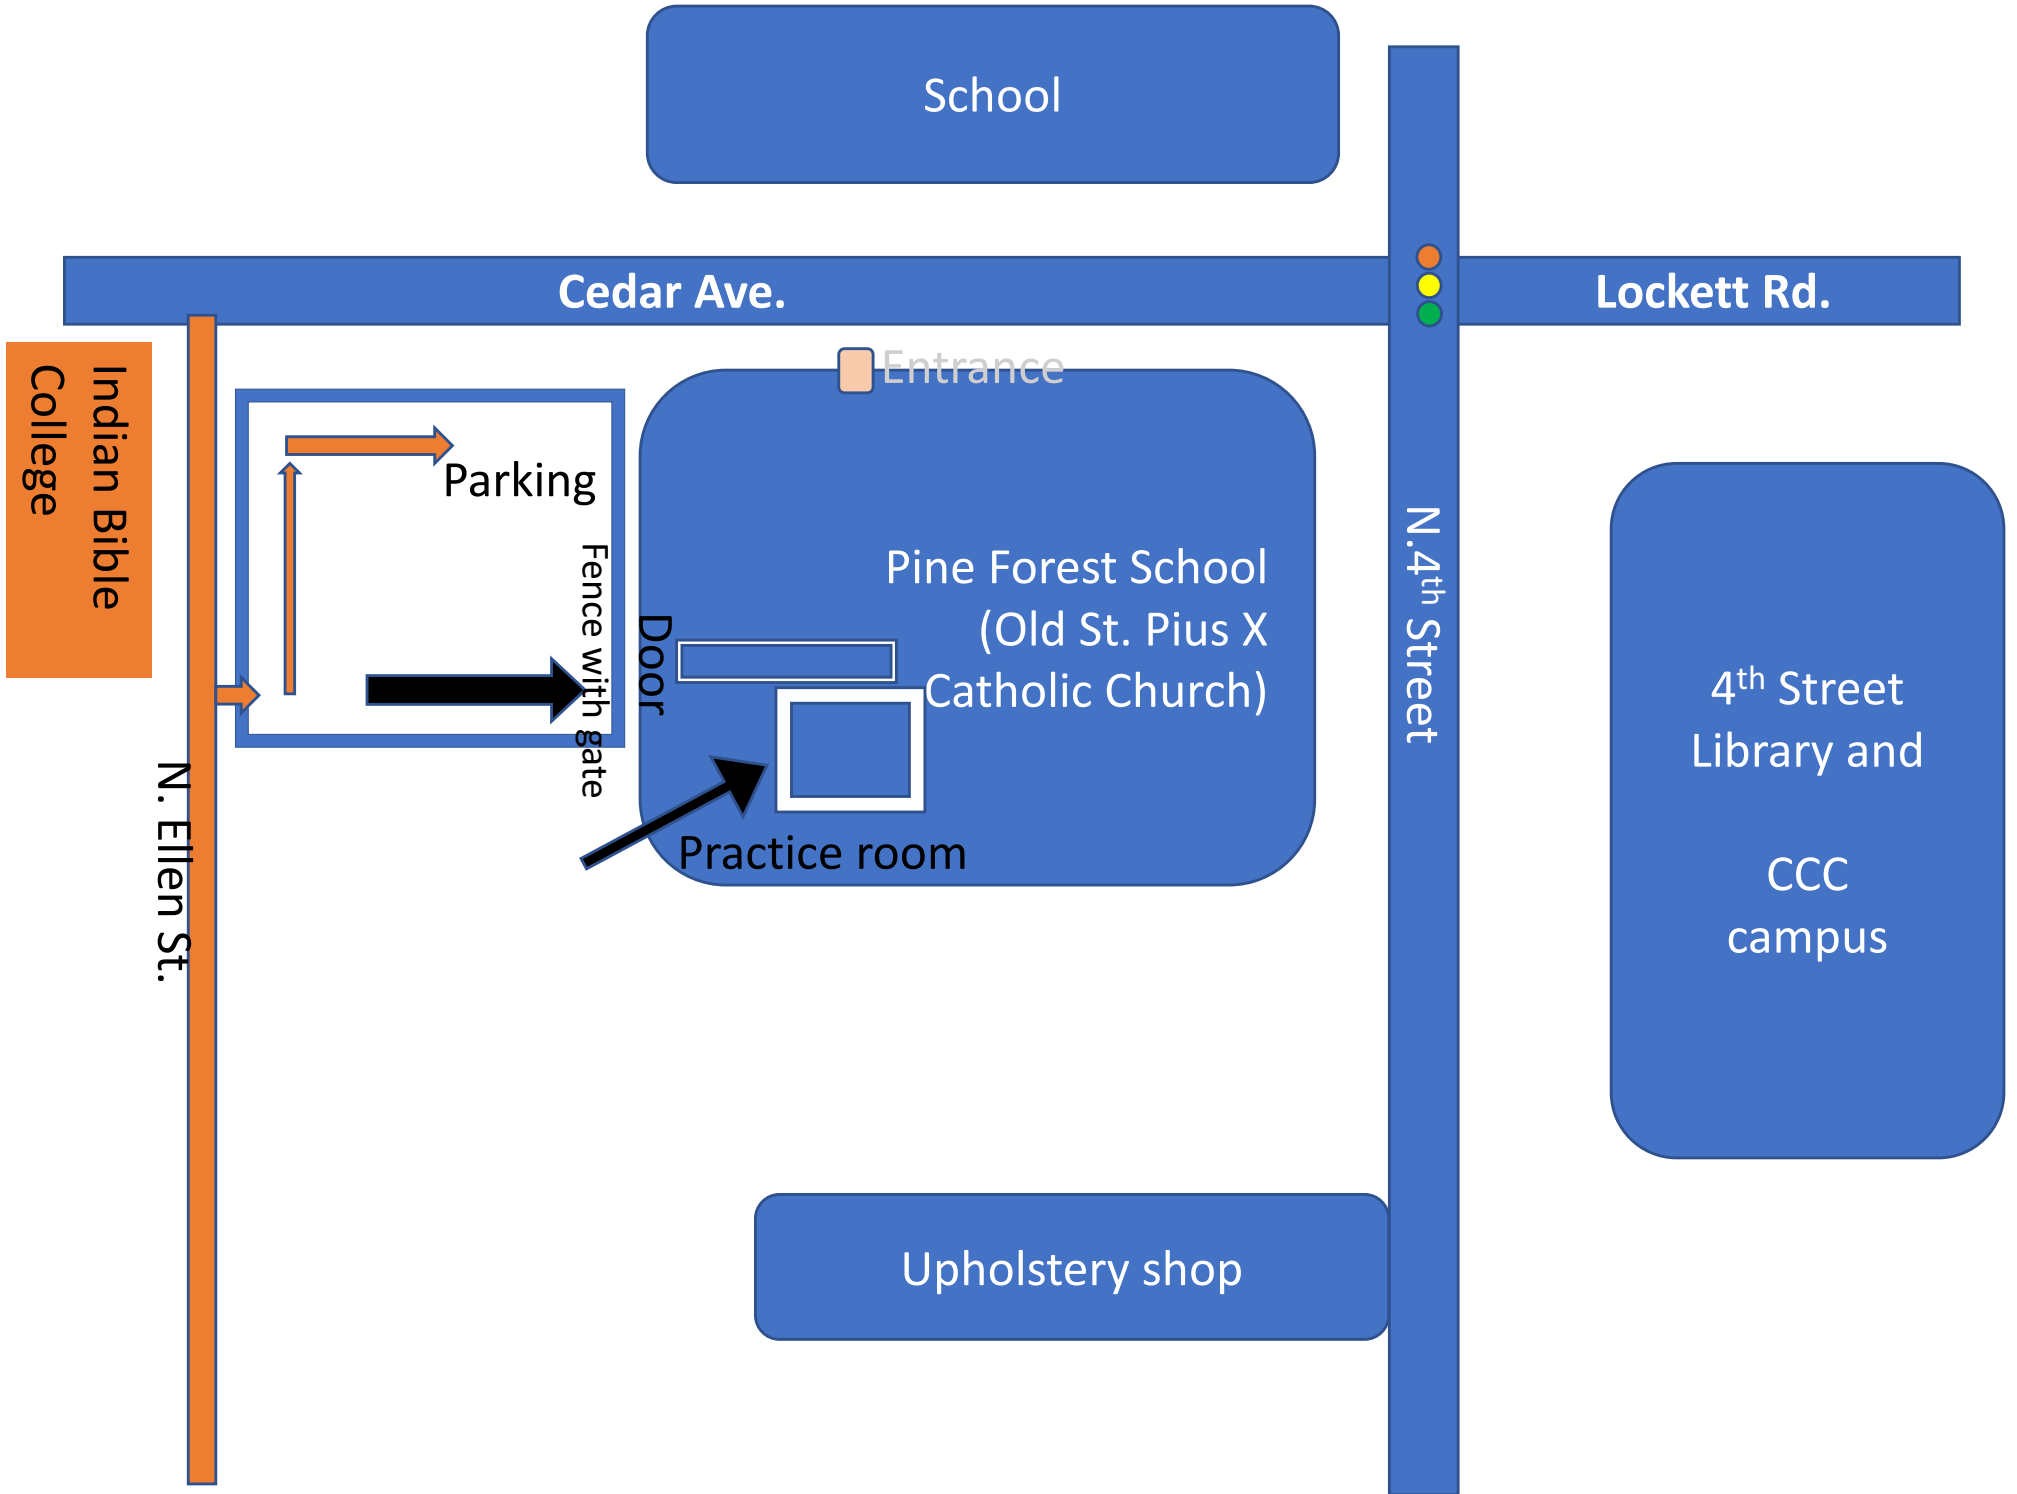 School
Cedar Ave.
Lockett Rd.
Entrance
Indian Bible
College
Parking
Fence with gate
Door
Pine Forest School
(Old St. Pius X
Catholic Church)
N.4th Street
4th Street
Library and
CCC
campus
N. Ellen St.
Practice room
Upholstery shop